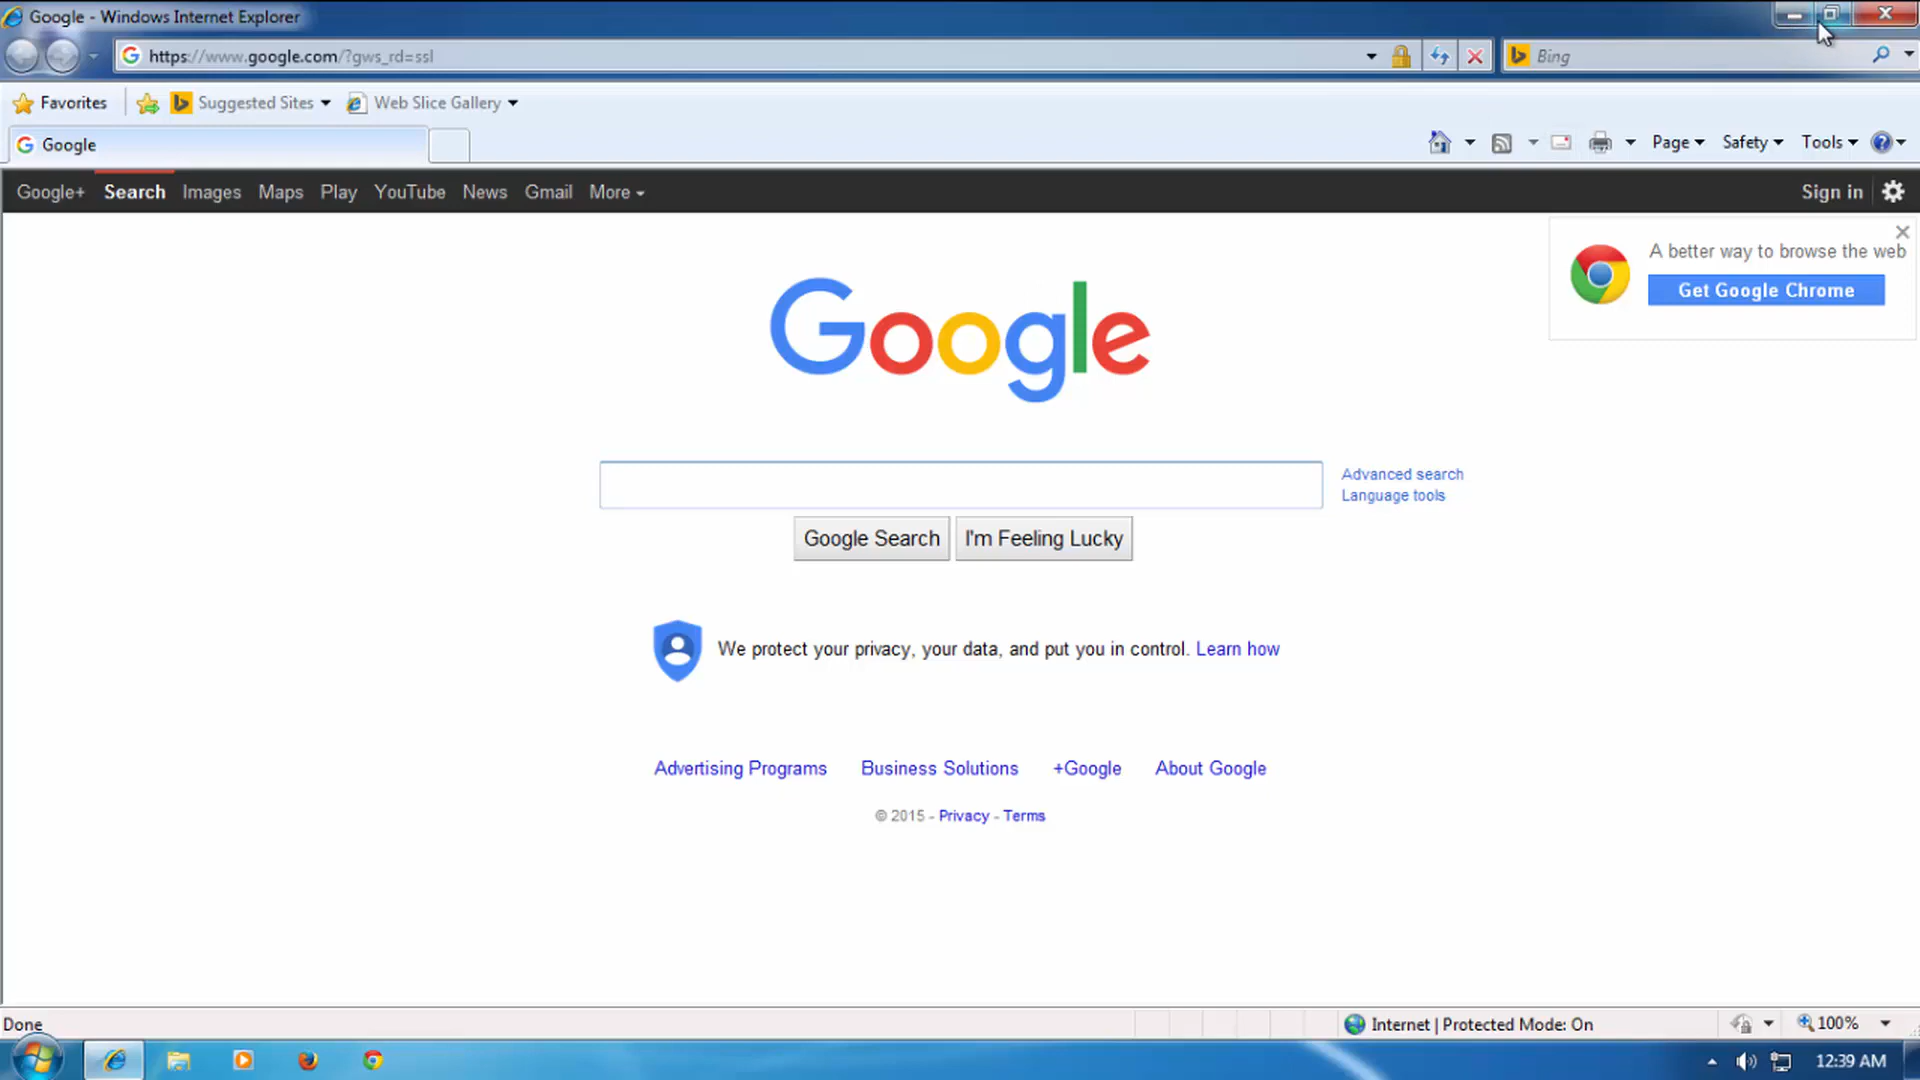 Google - Windows Internet Explorer
https://www.google.com/?gws_rd=ssl
Bing
Favorites
Suggested Sites
Web Slice Gallery
Google
Page
Safety
Tools
Google+ Search Images Maps Play YouTube News Gmail More
Sign in
A better way to browse the web
Get Google Chrome
Google
Advanced search
Language tools
Google Search
I'm Feeling Lucky
We protect your privacy, your data, and put you in control. Learn how
Advertising Programs Business Solutions +Google About Google
© 2015 - Privacy - Terms
Done
Internet | Protected Mode: On
100%
12:39 AM